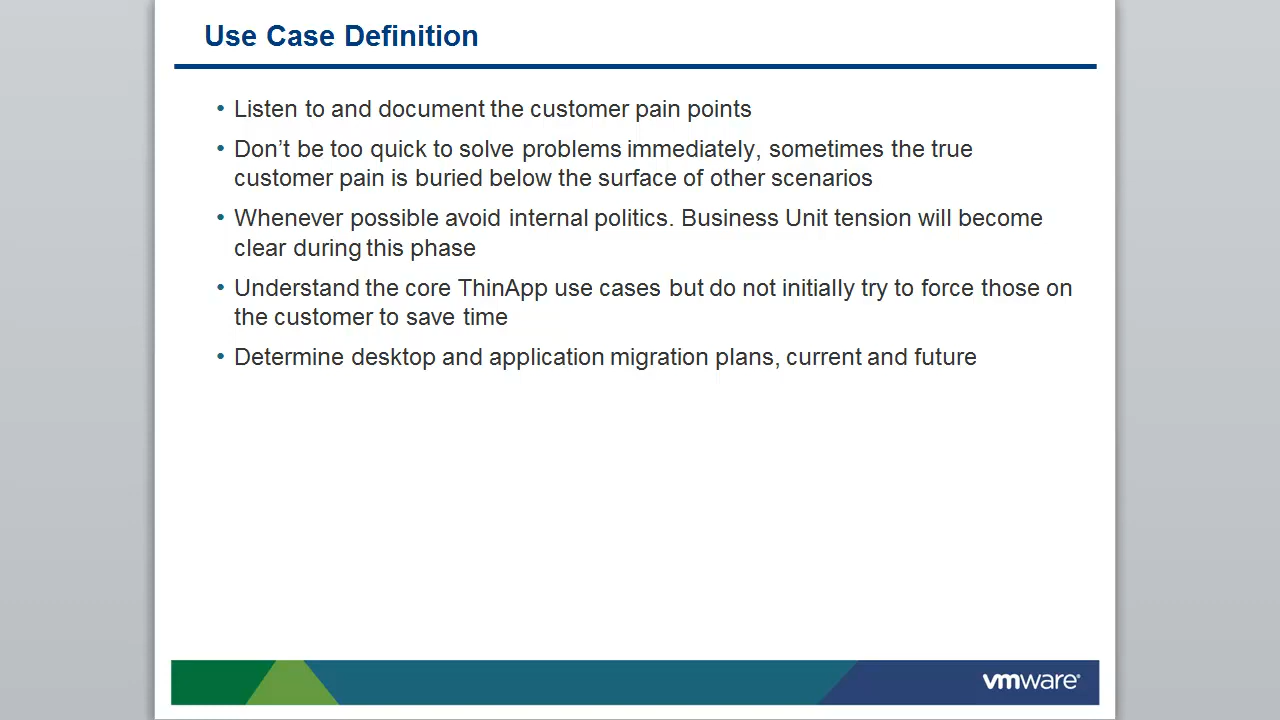 Use Case Definition
• Listen to and document the customer pain points
• Don’t be too quick to solve problems immediately, sometimes the true
customer pain is buried below the surface of other scenarios
• Whenever possible avoid internal politics. Business Unit tension will become
clear during this phase
• Understand the core ThinApp use cases but do not initially try to force those on
the customer to save time
• Determine desktop and application migration plans, current and future
vmware®